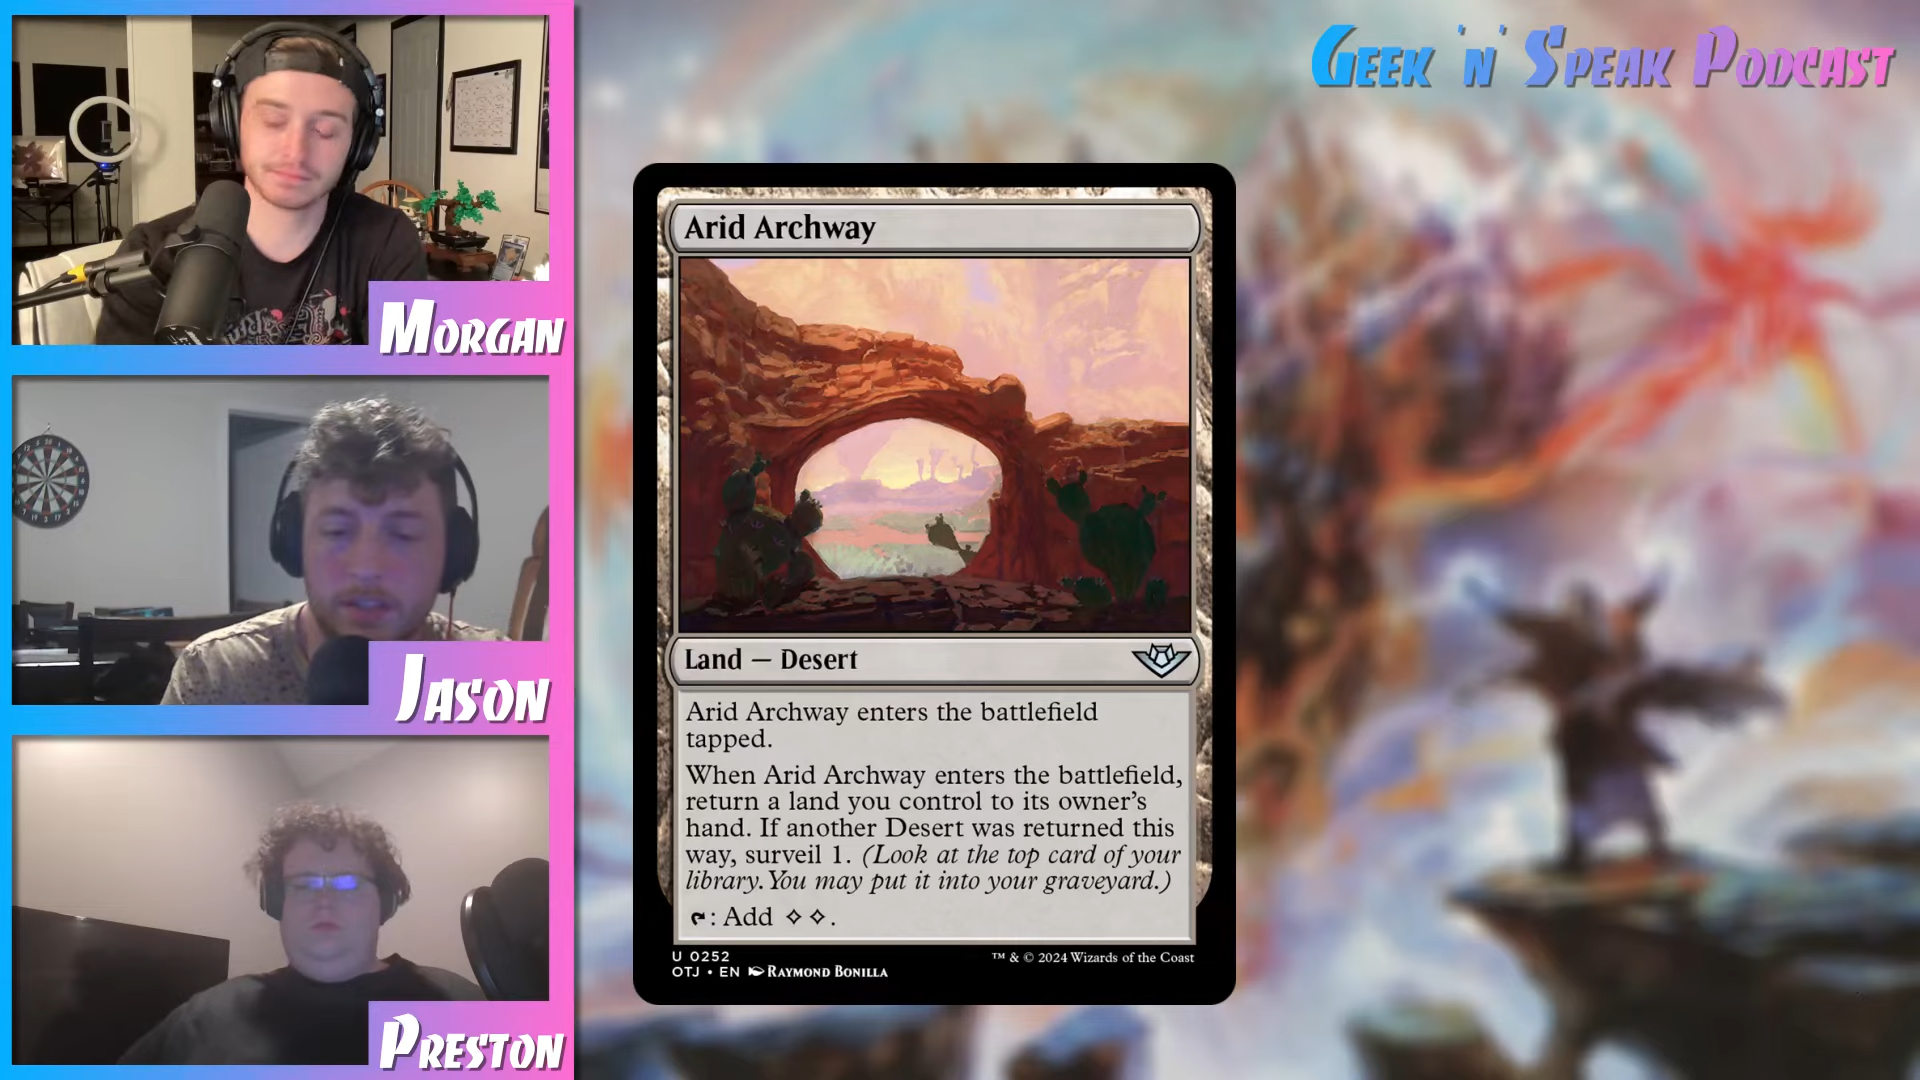 GEEK 'N' SPEAK PODCAST
MORGAN
JASON
PRESTON
Arid Archway
Land — Desert
Arid Archway enters the battlefield
tapped.
When Arid Archway enters the battlefield,
return a land you control to its owner's
hand. If another Desert was returned this
way, surveil 1. (Look at the top card of your
library. You may put it into your graveyard.)
: Add .
U 0252
OTJ • EN RAYMOND BONILLA
™ & © 2024 Wizards of the Coast